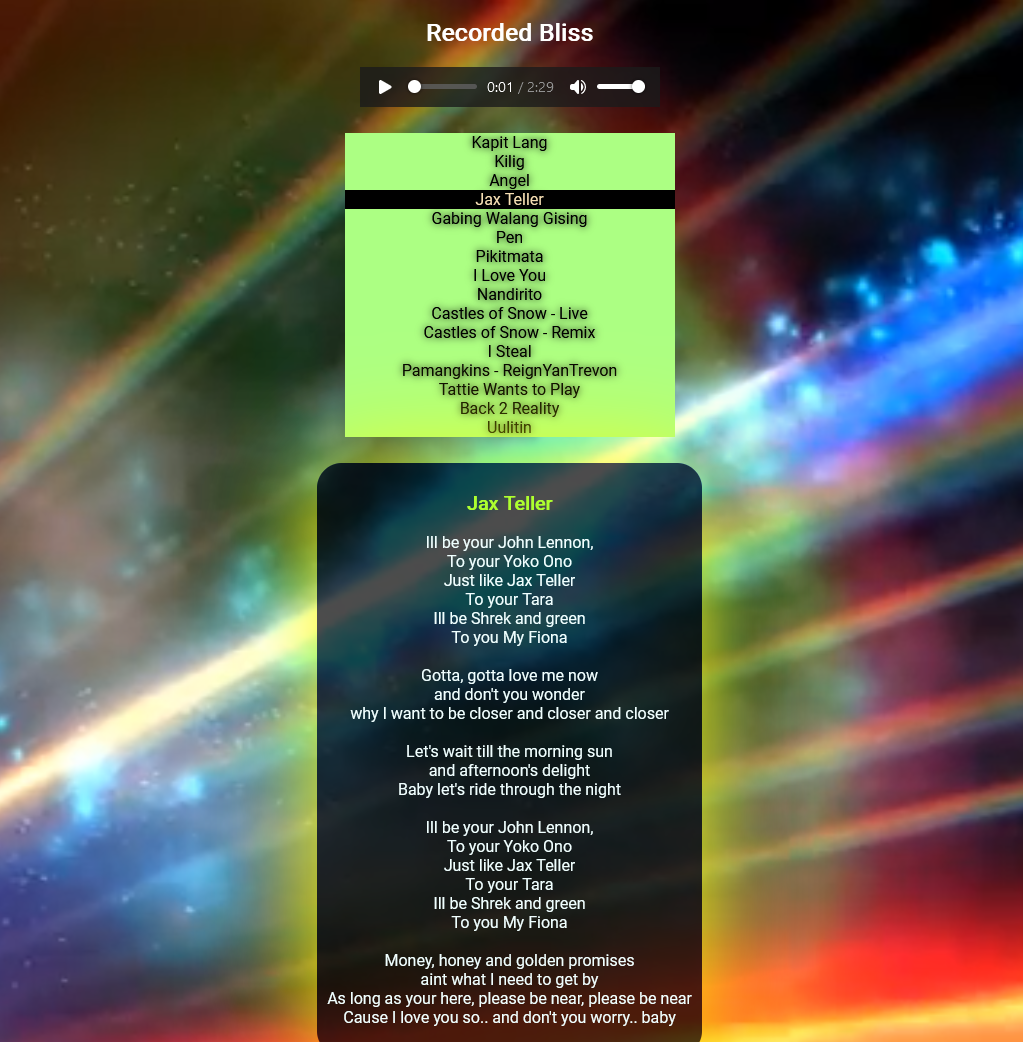 Recorded Bliss
0:01 / 2:29
Kapit Lang
Kilig
Angel
Jax Teller
Gabing Walang Gising
Pen
Pikitmata
I Love You
Nandirito
Castles of Snow - Live
Castles of Snow - Remix
I Steal
Pamangkins - ReignYanTrevon
Tattie Wants to Play
Back 2 Reality
Uulitin
Jax Teller
Ill be your John Lennon,
To your Yoko Ono
Just like Jax Teller
To your Tara
Ill be Shrek and green
To you My Fiona
Gotta, gotta love me now
and don't you wonder
why I want to be closer and closer and closer
Let's wait till the morning sun
and afternoon's delight
Baby let's ride through the night
Ill be your John Lennon,
To your Yoko Ono
Just like Jax Teller
To your Tara
Ill be Shrek and green
To you My Fiona
Money, honey and golden promises
aint what I need to get by
As long as your here, please be near, please be near
Cause I love you so.. and don't you worry.. baby